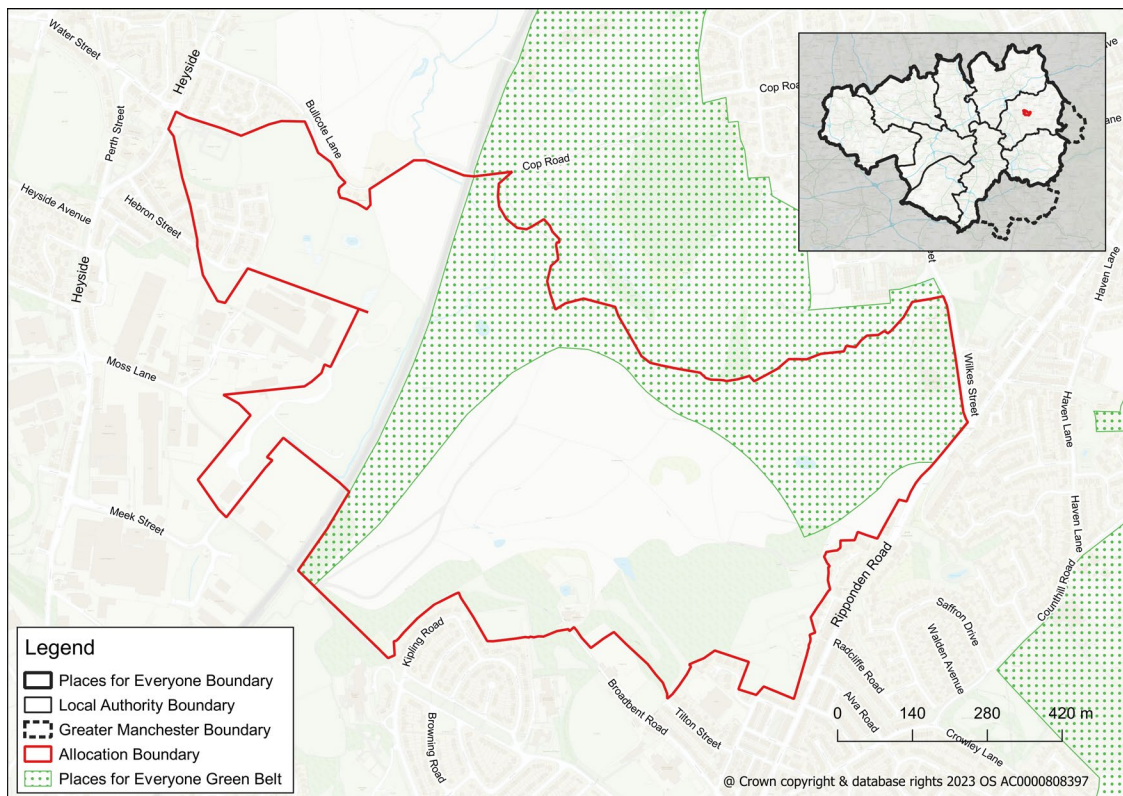 Water Street
Heyside
Perth Street
Bullcote Lane
Cop Road
Cop Roa
ve
ane
Heyside Avenue
Hebron Street
Heyside
Moss Lane
Meek Street
reet
Haven Lane
Wilkes Street
Haven Lane
Haven Lane
Counthill Road
Ripponden Road
Saffron Drive
Walden Avenue
Radcliffe Road
Alva Road
Crowley Lane
Kipling Road
Browning Road
Broadbent Road
Tilton Street
0 140 280 420 m
Legend
Places for Everyone Boundary
Local Authority Boundary
Greater Manchester Boundary
Allocation Boundary
Places for Everyone Green Belt
@ Crown copyright & database rights 2023 OS AC0000808397